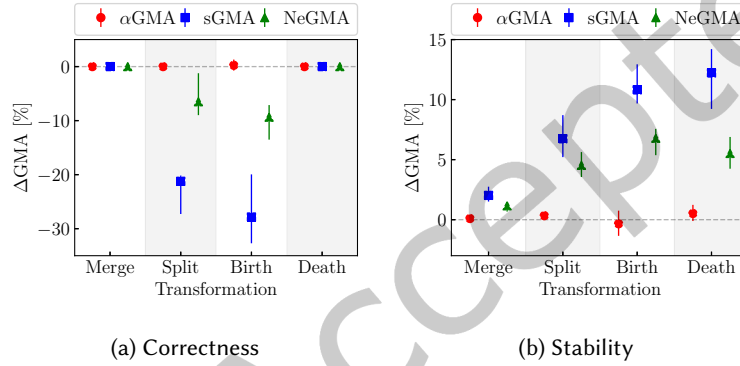 αGMA sGMA NeGMA
0
−10
−20
−30
ΔGMA [%]
Merge Split Birth Death
Transformation
(a) Correctness
αGMA sGMA NeGMA
15
10
5
0
ΔGMA [%]
Merge Split Birth Death
Transformation
(b) Stability
Accepte